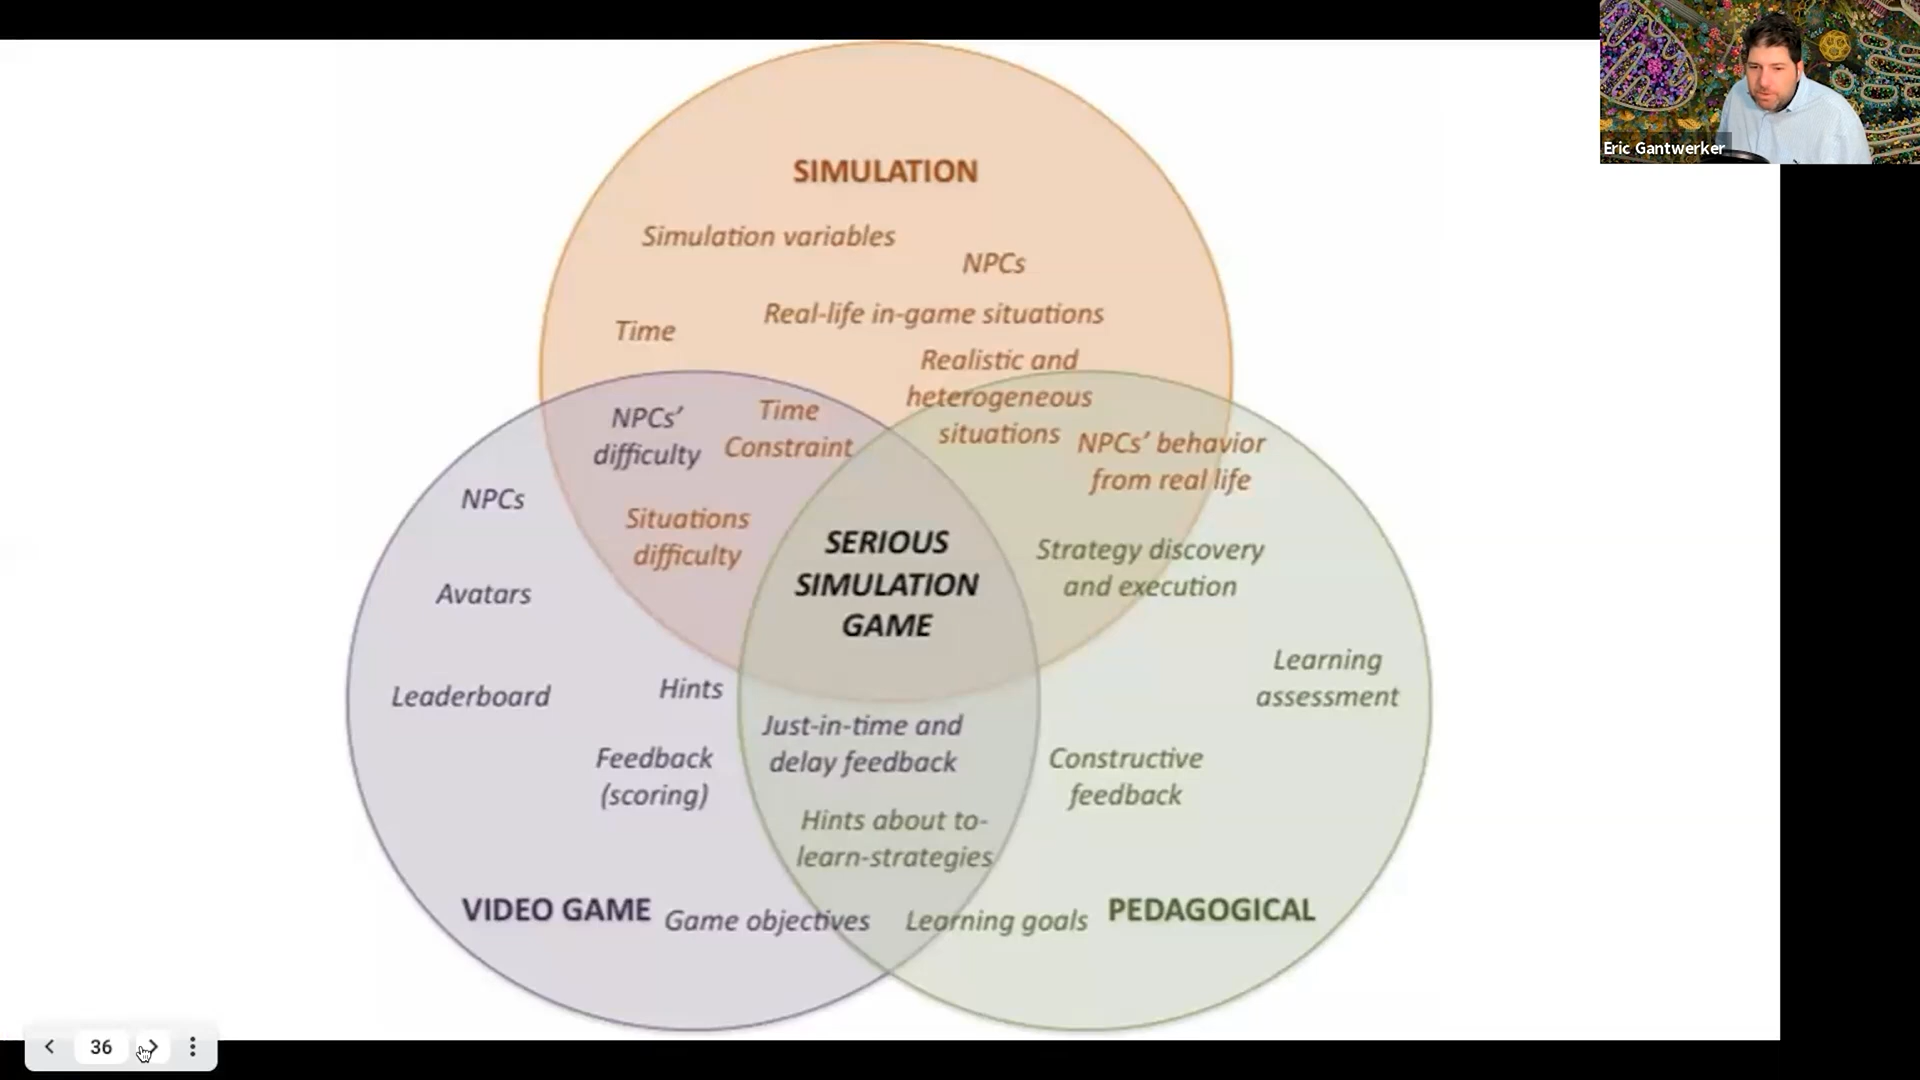 Eric Gantwerker
SIMULATION
Simulation variables
NPCs
Real-life in-game situations
Time
Realistic and
heterogeneous
situations
NPCs’ difficulty
Time
Constraint
NPCs’ behavior
from real life
NPCs
Situations
difficulty
SERIOUS
SIMULATION
GAME
Strategy discovery
and execution
Avatars
Learning
assessment
Leaderboard
Hints
Just-in-time and
delay feedback
Feedback
(scoring)
Constructive
feedback
Hints about to-
learn-strategies
VIDEO GAME
Game objectives
Learning goals
PEDAGOGICAL
36